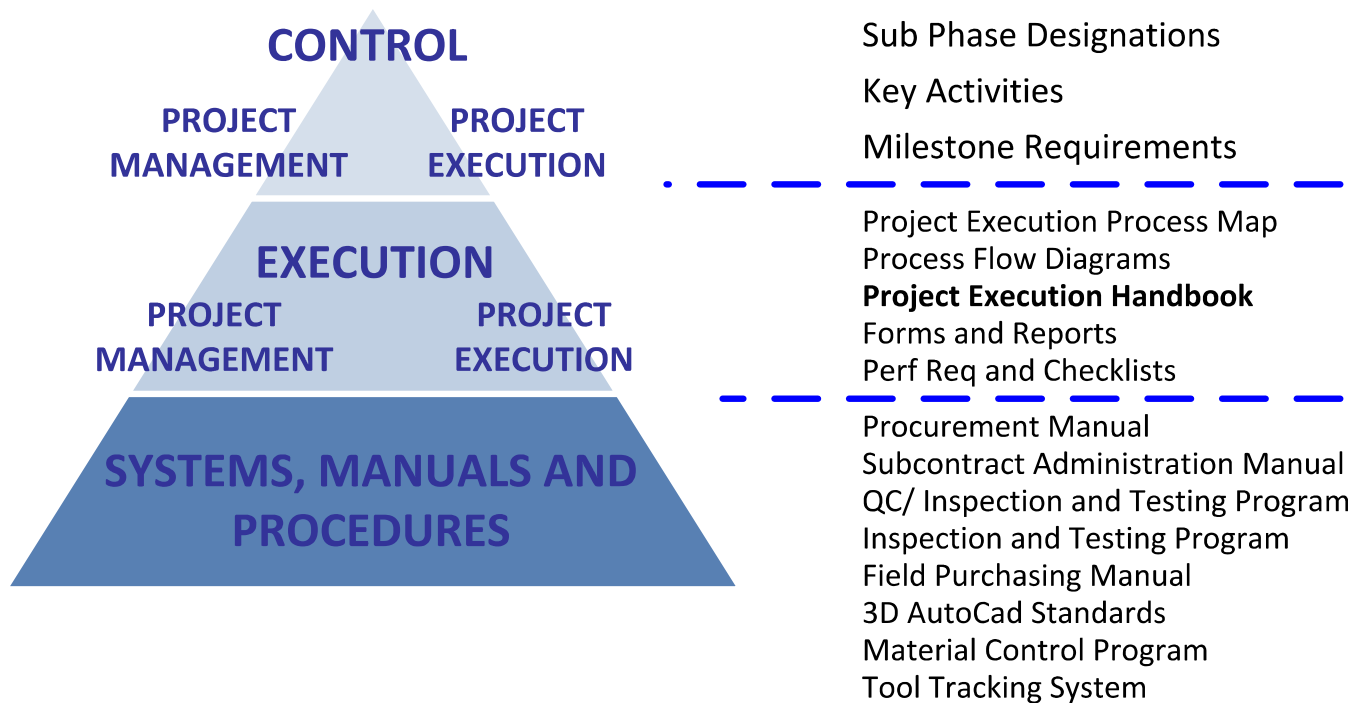 CONTROL
PROJECT
MANAGEMENT
PROJECT
EXECUTION
EXECUTION
PROJECT
MANAGEMENT
PROJECT
EXECUTION
SYSTEMS, MANUALS AND
PROCEDURES
Sub Phase Designations
Key Activities
Milestone Requirements
Project Execution Process Map
Process Flow Diagrams
Project Execution Handbook
Forms and Reports
Perf Req and Checklists
Procurement Manual
Subcontract Administration Manual
QC/ Inspection and Testing Program
Inspection and Testing Program
Field Purchasing Manual
3D AutoCad Standards
Material Control Program
Tool Tracking System